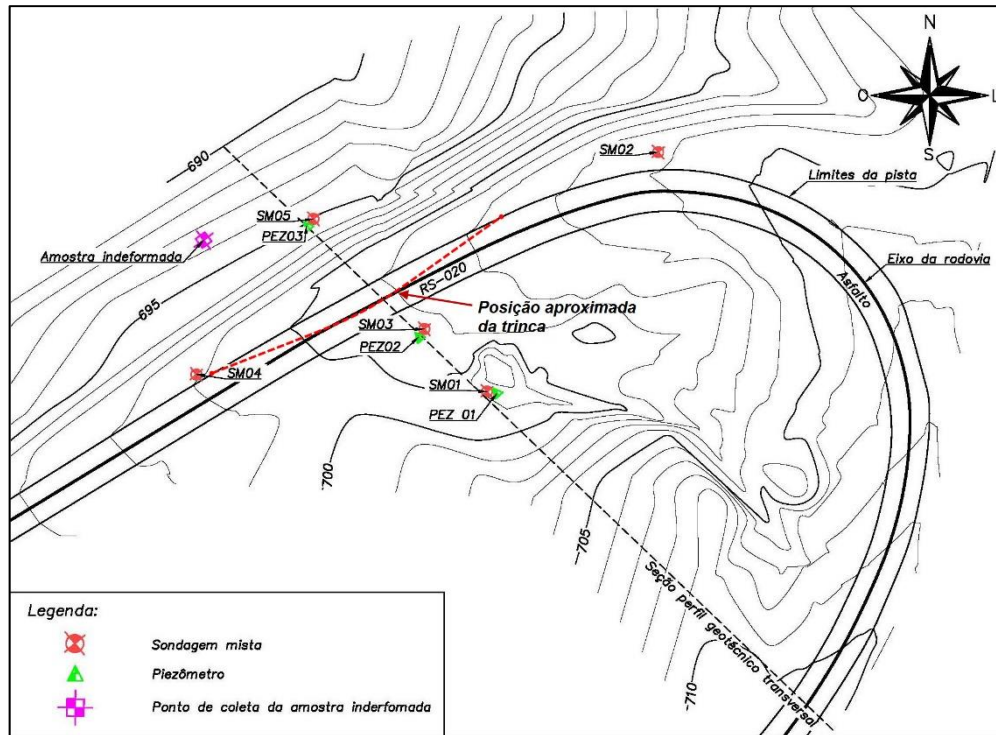 N
O
L
S
690
SM02
Limites da pista
SM05
PEZ03
Amostra indeformada
Eixo da rodovia
RS-020
Asfalto
695
Posição aproximada
da trinca
SM03
PEZ02
SM04
SM01
PEZ 01
700
705
Seção perfil geotécnico transversal
710
Legenda:
Sondagem mista
Piezômetro
Ponto de coleta da amostra inderfomada